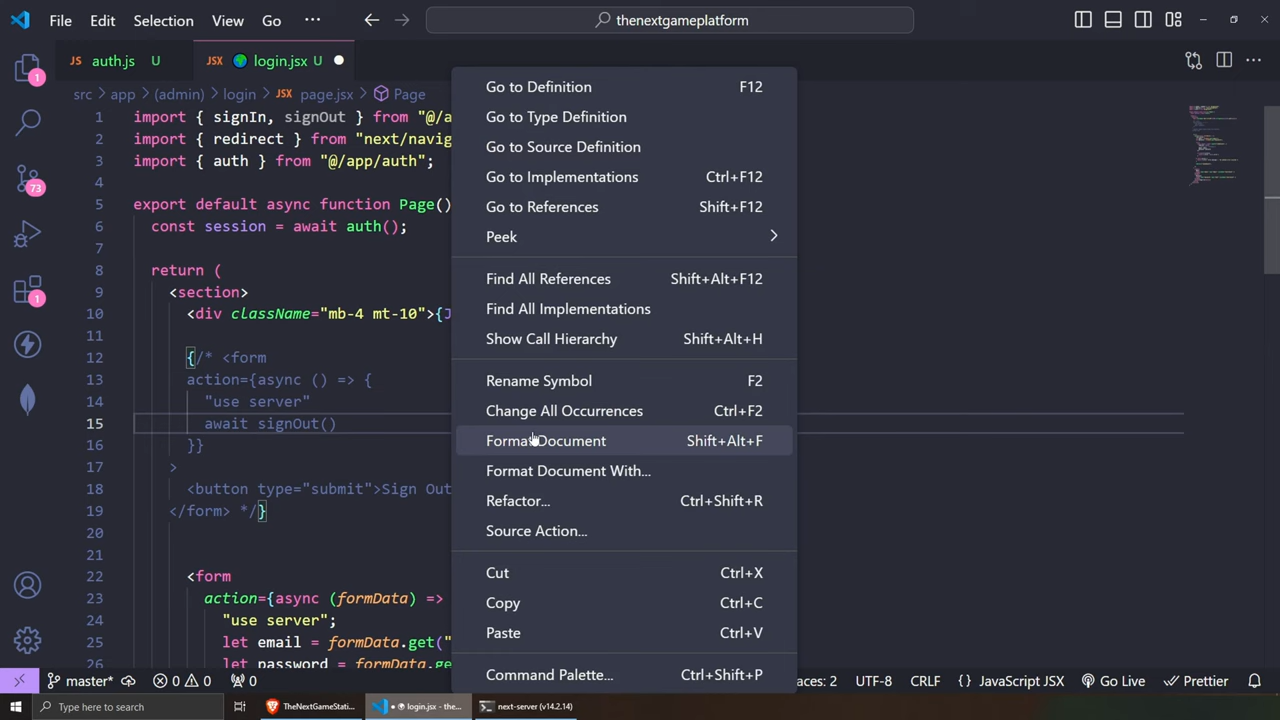 File Edit Selection View Go ··· thenextgameplatform
JS auth.js U JSX login.jsx U
src > app > (admin) > login > JSX page.jsx > Page
1 import { signIn, signOut } from "@/a
2 import { redirect } from "next/navig
3 import { auth } from "@/app/auth";
4
5 export default async function Page()
6 const session = await auth();
7
8 return (
9 <section>
10 <div className="mb-4 mt-10">{J
11
12 {/* <form
13 action={async () => {
14 "use server"
15 await signOut()
16 }}
17 >
18 <button type="submit">Sign Out
19 </form> */}
20
21
22 <form
23 action={async (formData) =>
24 "use server";
25 let email = formData.get("
26 let password = formData.ge
1
73
1
Go to Definition F12
Go to Type Definition
Go to Source Definition
Go to Implementations Ctrl+F12
Go to References Shift+F12
Peek
Find All References Shift+Alt+F12
Find All Implementations
Show Call Hierarchy Shift+Alt+H
Rename Symbol F2
Change All Occurrences Ctrl+F2
Format Document Shift+Alt+F
Format Document With...
Refactor... Ctrl+Shift+R
Source Action...
Cut Ctrl+X
Copy Ctrl+C
Paste Ctrl+V
Command Palette... Ctrl+Shift+P
master* 0 0 0 aces: 2 UTF-8 CRLF {} JavaScript JSX Go Live Prettier
Type here to search TheNextGameStati... login.jsx - the... next-server (v14.2.14)